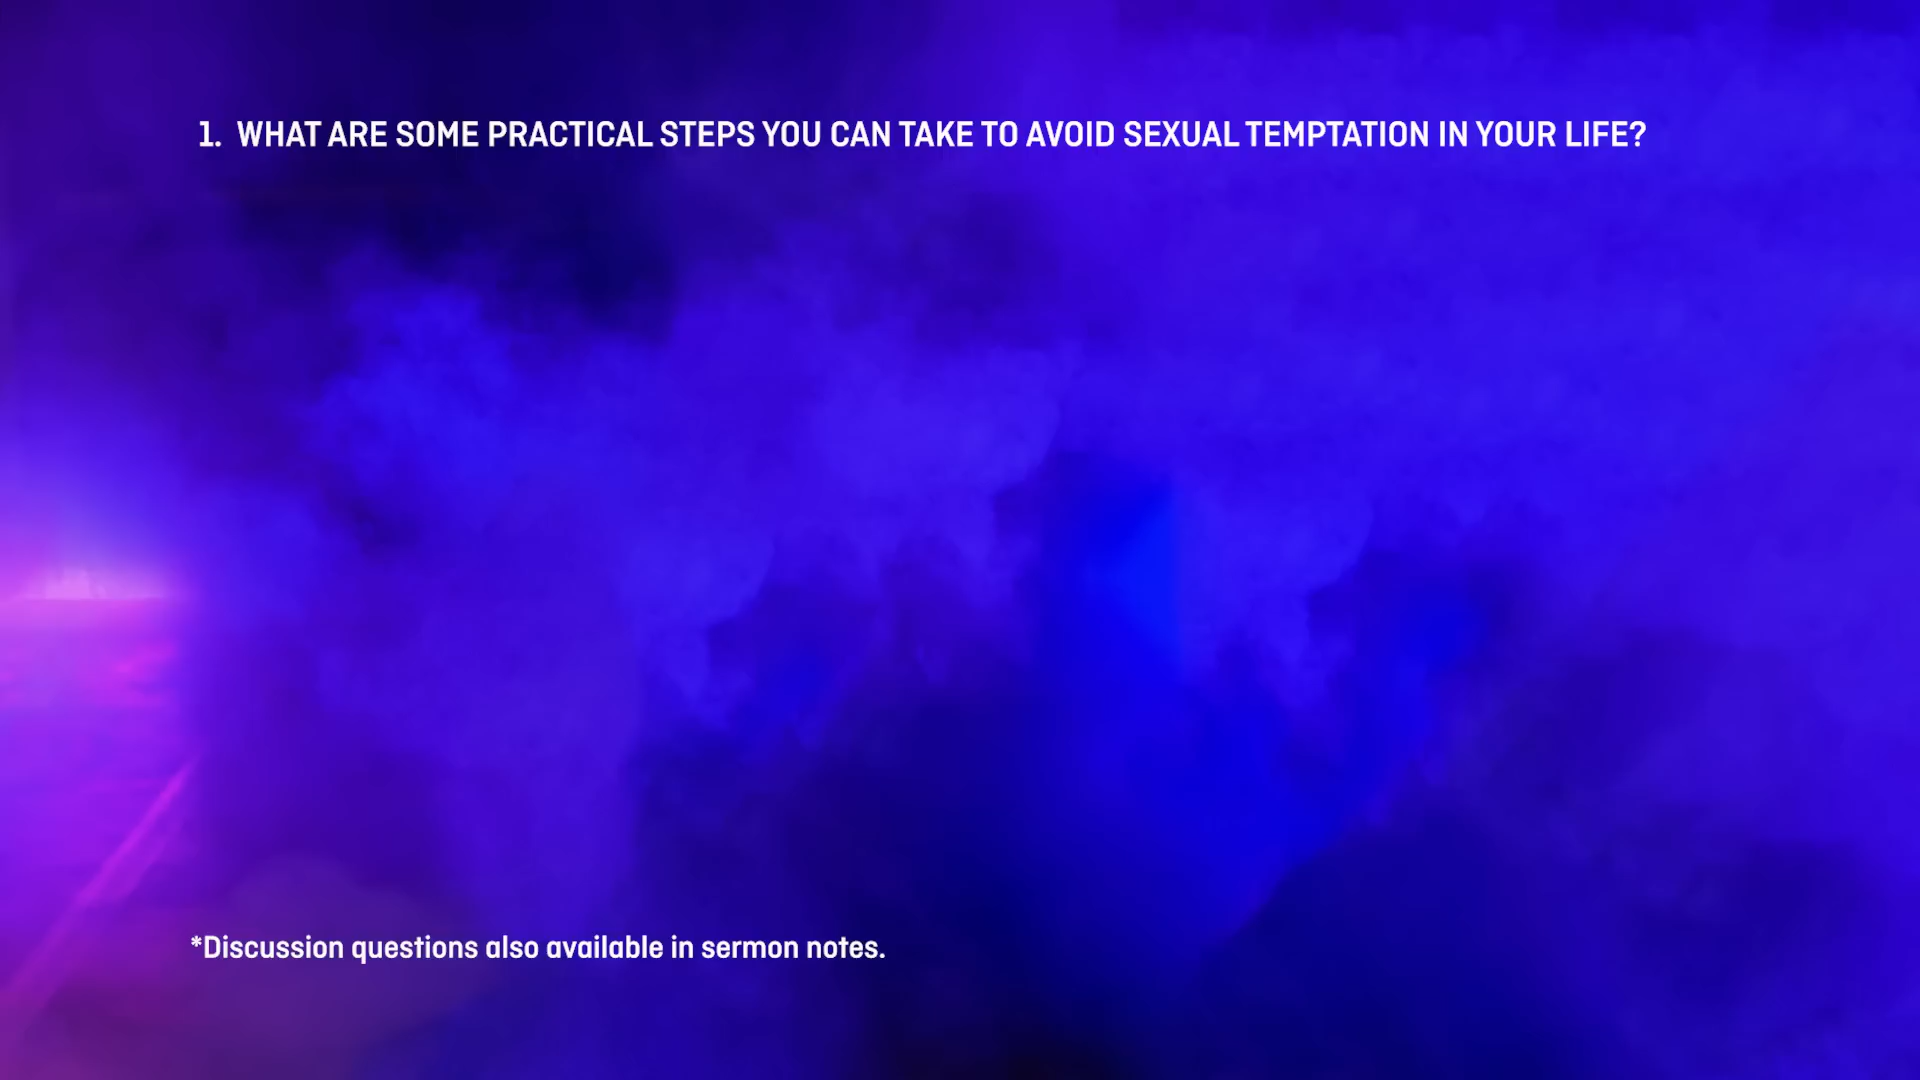 1. WHAT ARE SOME PRACTICAL STEPS YOU CAN TAKE TO AVOID SEXUAL TEMPTATION IN YOUR LIFE?
*Discussion questions also available in sermon notes.